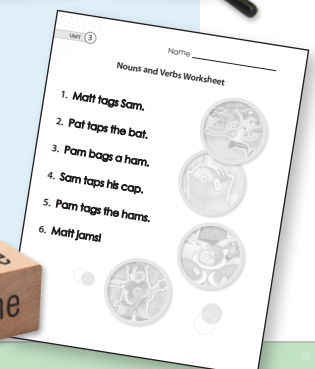 UNIT 3
Name
Nouns and Verbs Worksheet
1. Matt tags Sam.
2. Pat taps the bat.
3. Pam bags a ham.
4. Sam taps his cap.
5. Pam tags the hams.
6. Matt jams!
ne